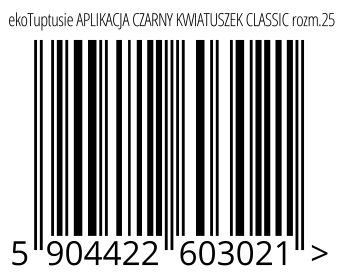 ekoTuptusie APLIKACJA CZARNY KWIATUSZEK CLASSIC rozm.25
5 904422 603021 >